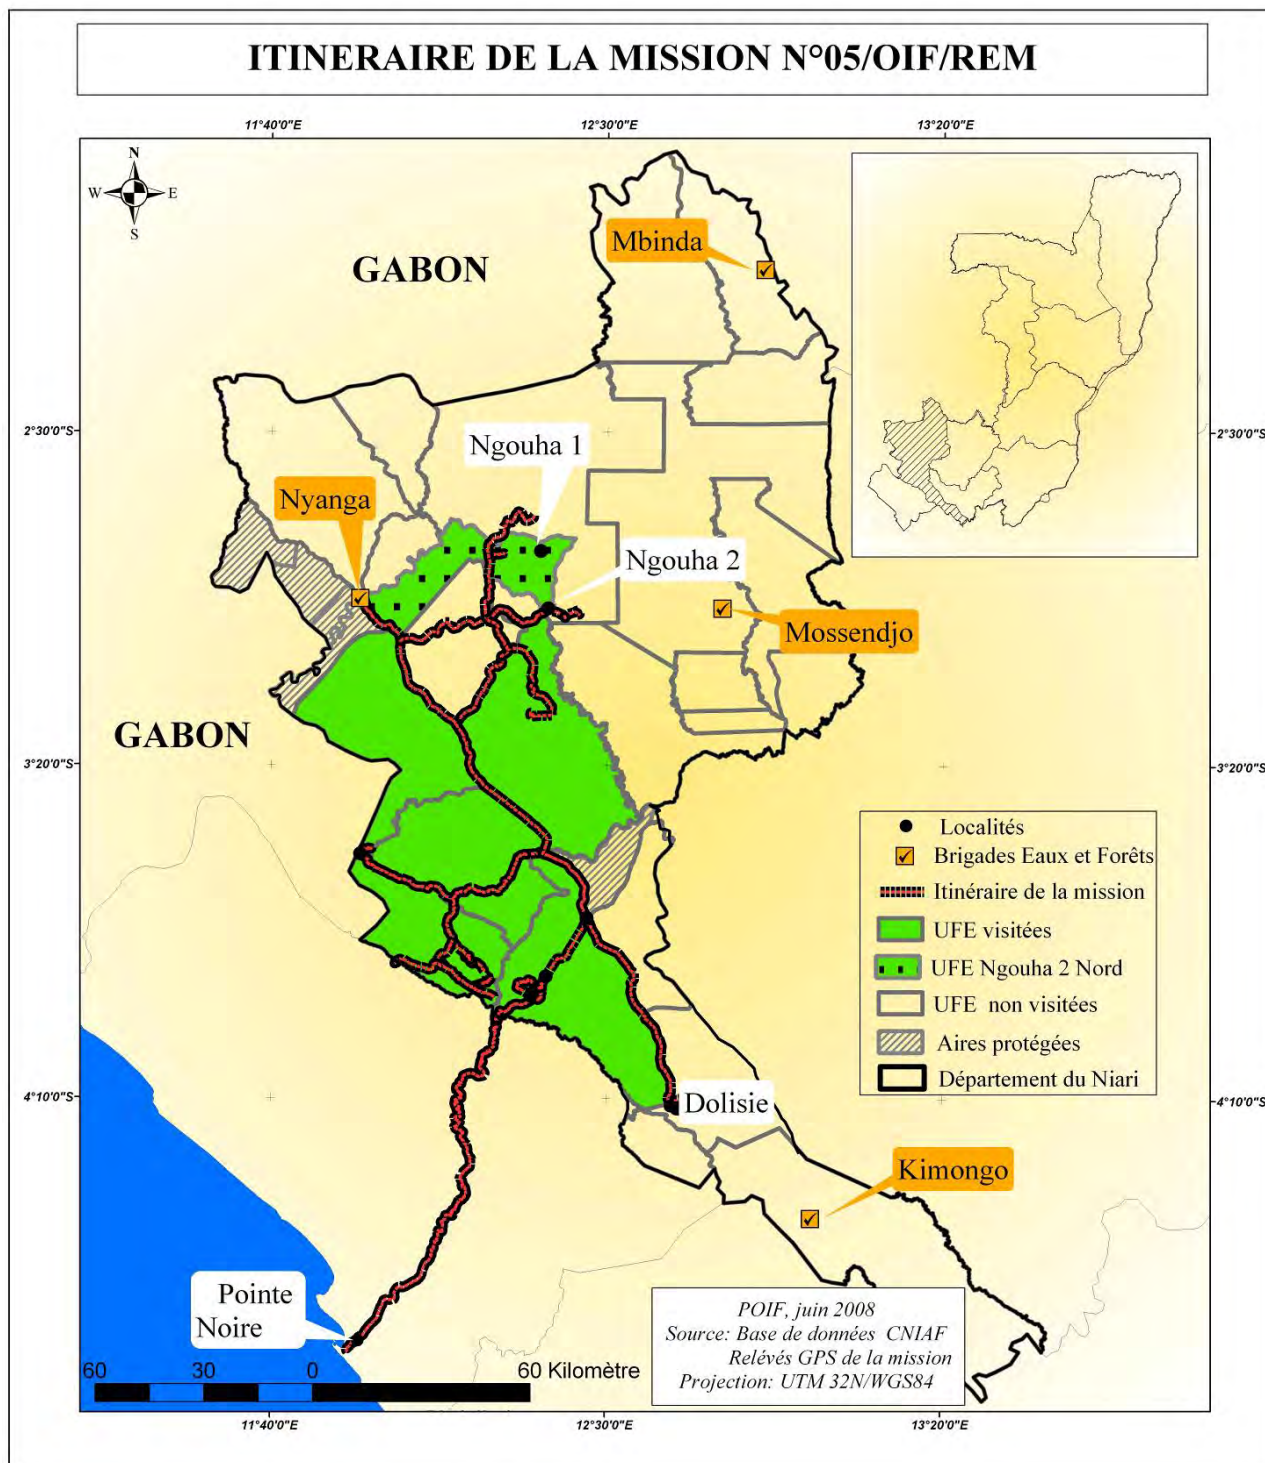 ITINERAIRE DE LA MISSION N°05/OIF/REM
11°40'0"E
12°30'0"E
13°20'0"E
N
W
E
S
GABON
Mbinda
2°30'0"S
2°30'0"S
Ngouha 1
Nyanga
Ngouha 2
Mossendjo
GABON
3°20'0"S
3°20'0"S
Localités
Brigades Eaux et Forêts
Itinéraire de la mission
UFE visitées
UFE Ngouha 2 Nord
UFE non visitées
Aires protégées
Département du Niari
4°10'0"S
4°10'0"S
Dolisie
Kimongo
Pointe
Noire
POIF, juin 2008
Source: Base de données CNIAF
Relévés GPS de la mission
Projection: UTM 32N/WGS84
60 30 0 60 Kilomètre
11°40'0"E
12°30'0"E
13°20'0"E